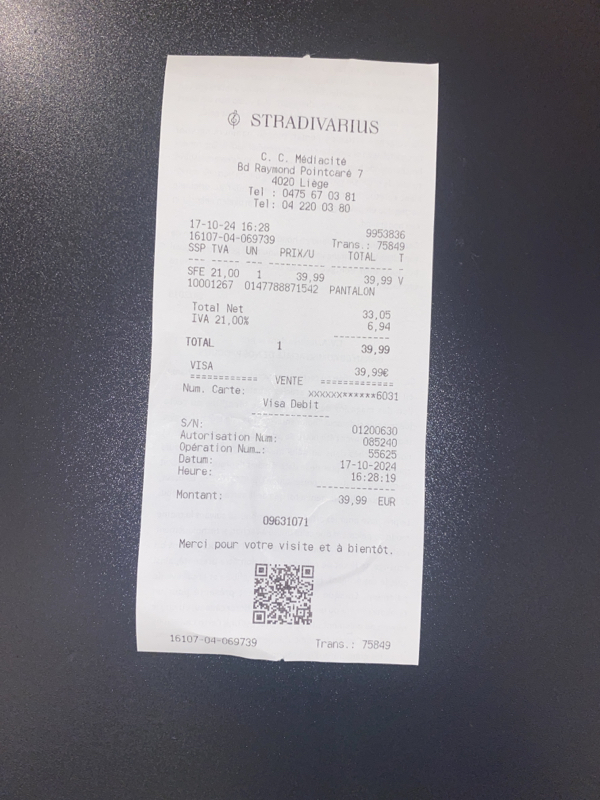 STRADIVARIUS
C. C. Médiacité
Bd Raymond Pointcaré 7
4020 Liège
Tel : 0475 67 03 81
Tel: 04 220 03 80
17-10-24 16:28 9953836
16107-04-069739 Trans.: 75849
SSP TVA UN PRIX/U TOTAL T
--- ---- --- -------- ----------- -
SFE 21,00 1 39,99 39,99 V
10001267 0147788871542 PANTALON
Total Net 33,05
IVA 21,00% 6,94
----------
TOTAL 1 39,99
VISA 39,99€
============ VENTE =============
Num. Carte: XXXXXX******6031
Visa Debit
--------------
S/N: 01200630
Autorisation Num: 085240
Opération Num..: 55625
Datum: 17-10-2024
Heure: 16:28:19
--------------
Montant: 39,99 EUR
09631071
Merci pour votre visite et à bientôt.
16107-04-069739 Trans.: 75849